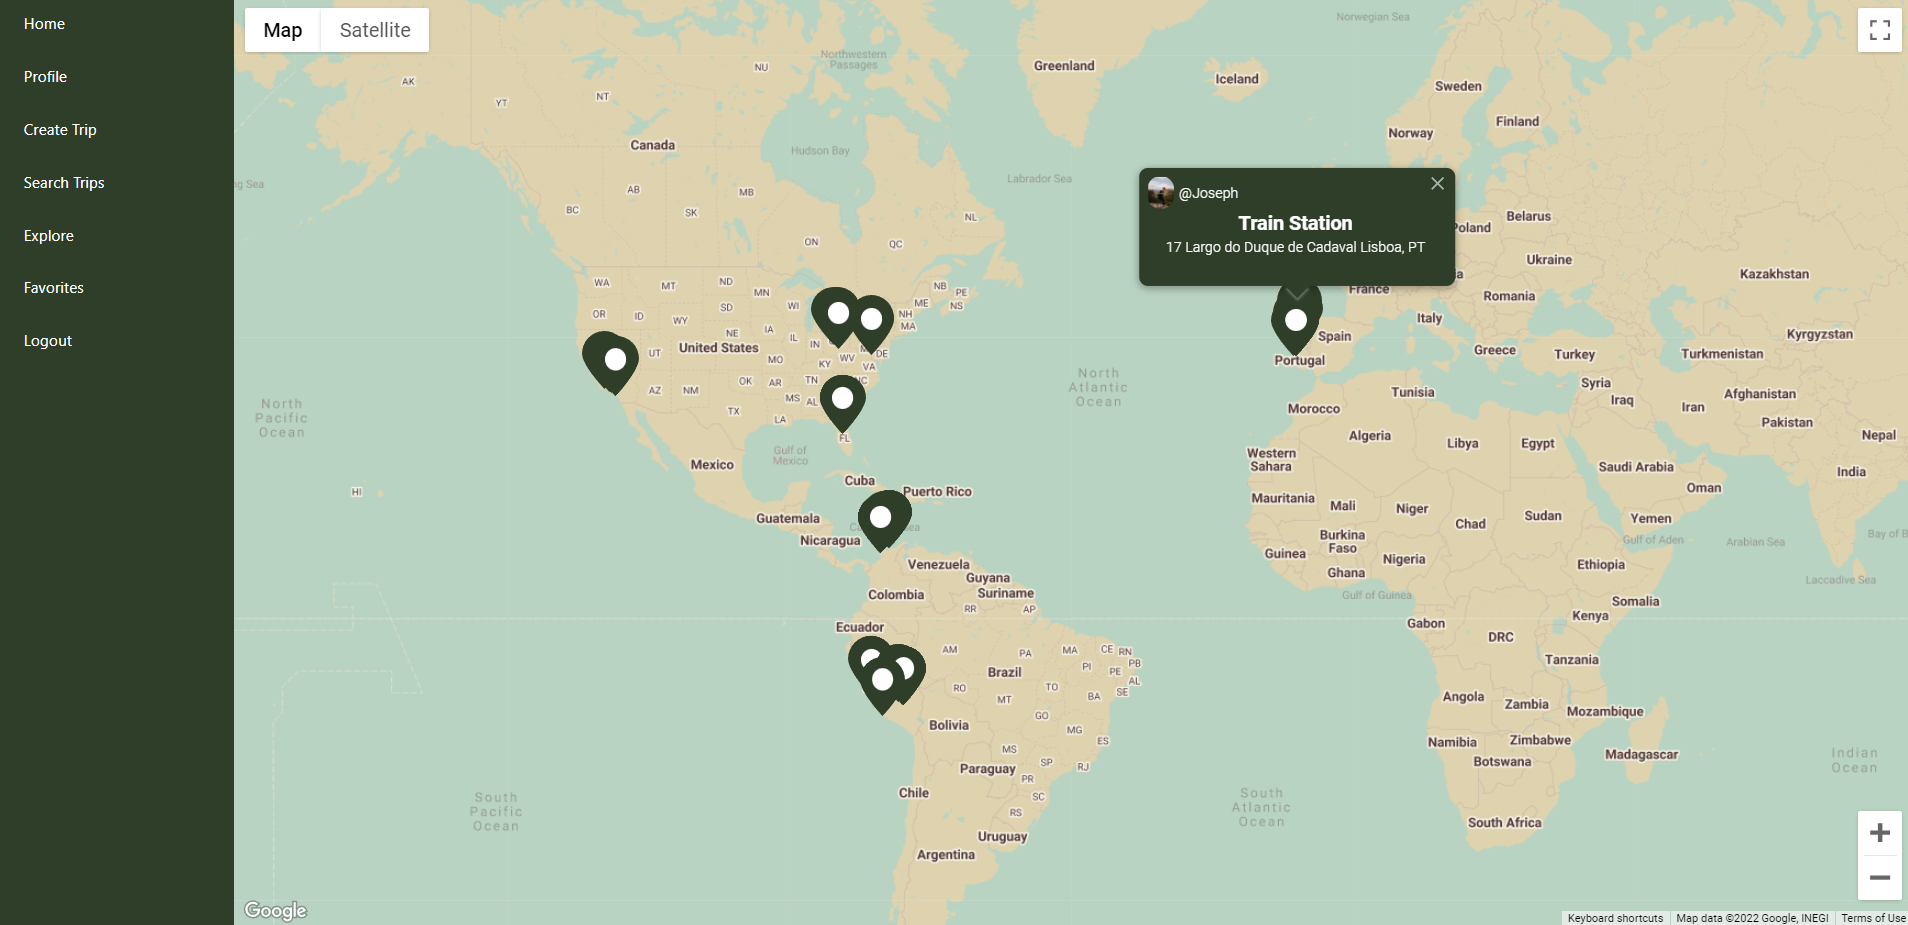 Home
Profile
Create Trip
Search Trips
Explore
Favorites
Logout
Map
Satellite
Norwegian Sea
Northwestern
Passages
Greenland
Iceland
Sweden
NU
AK
YT
NT
Finland
Norway
Canada
Hudson Bay
Labrador Sea
ng Sea
AB
MB
BC
SK
NL
ON
QC
@Joseph
Train Station
17 Largo do Duque de Cadaval Lisboa, PT
Belarus
Poland
Ukraine
Kazakhstan
France
Romania
WA
MT
ND
MN
NB
PE
WI
SD
ME
NS
OR
ID
WY
NH
MA
Italy
Spain
Kyrgyzstan
NE
IA
IL
IN
United States
UT
MO
KY
WV
VA
DE
Portugal
Greece
Turkey
Turkmenistan
AZ
NM
OK
AR
TN
NC
MS
AL
TX
LA
North
Atlantic
Ocean
Tunisia
Syria
Iraq
Iran
Afghanistan
Pakistan
Morocco
North
Pacific
Ocean
FL
Gulf of
Mexico
Algeria
Libya
Egypt
Nepal
Mexico
Western
Sahara
Saudi Arabia
India
HI
Cuba
Puerto Rico
Oman
Mauritania
Mali
Niger
Chad
Sudan
Yemen
Guatemala
Nicaragua
Burkina
Faso
Gulf of Aden
Arabian Sea
Bay of B
Guinea
Nigeria
Ethiopia
Venezuela
Guyana
Suriname
Ghana
Laccadive Sea
Colombia
RR
AP
Gulf of Guinea
Somalia
Kenya
Ecuador
Gabon
DRC
AM
PA
MA
CE
RN
PB
PI
PE
AL
Brazil
Tanzania
RO
TO
SE
MT
BA
Angola
Zambia
Mozambique
GO
Bolivia
MG
ES
Namibia
Zimbabwe
Madagascar
Botswana
MS
SP
RJ
Paraguay
PR
Indian
Ocean
Chile
SC
South
Pacific
Ocean
South
Atlantic
Ocean
RS
Uruguay
South Africa
Argentina
Google
Keyboard shortcuts
Map data ©2022 Google, INEGI
Terms of Use